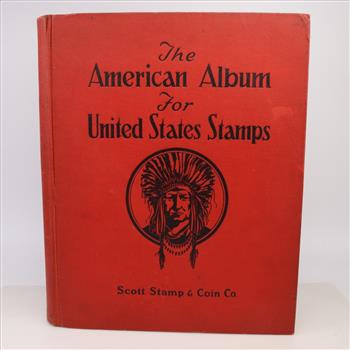 The
American Album
For
United States Stamps
Scott Stamp & Coin Co